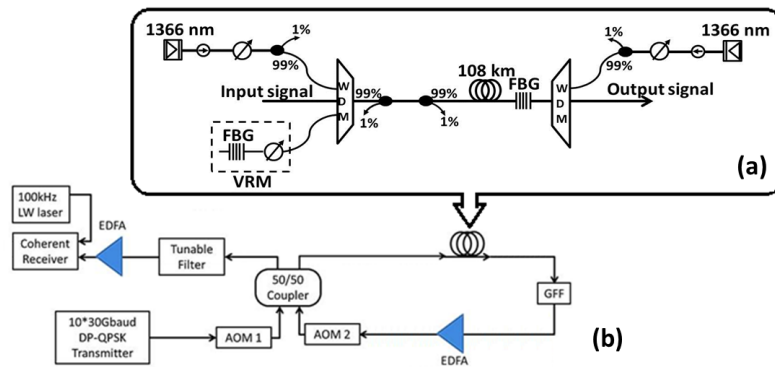 1366 nm
1%
99%
Input signal
W
D
M
FBG
VRM
99%
1%
99%
1%
108 km
FBG
W
D
M
1%
99%
1366 nm
Output signal
(a)
100kHz
LW laser
Coherent
Receiver
EDFA
Tunable
Filter
50/50
Coupler
GFF
10*30Gbaud
DP-QPSK
Transmitter
AOM 1
AOM 2
EDFA
(b)